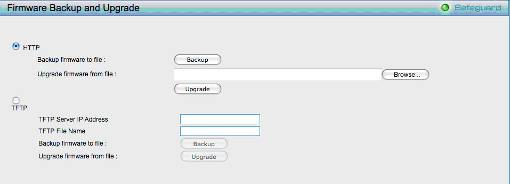 Firmware Backup and Upgrade
Safeguard
HTTP
Backup firmware to file :
Backup
Upgrade firmware from file :
Browse...
Upgrade
TFTP
TFTP Server IP Address
TFTP File Name
Backup firmware to file :
Backup
Upgrade firmware from file :
Upgrade